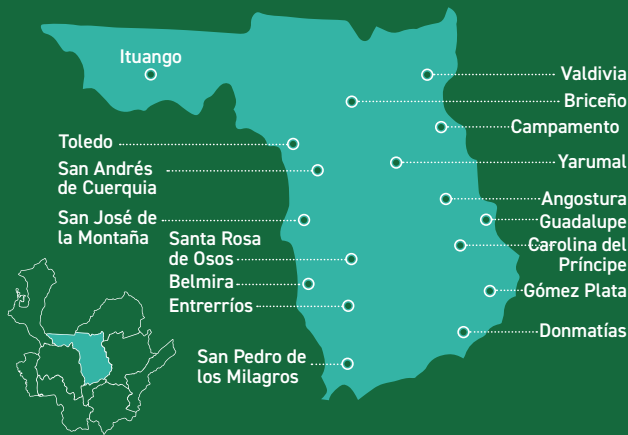 Ituango
Valdivia
Briceño
Campamento
Toledo
Yarumal
San Andrés
de Cuerquia
Angostura
San José de
la Montaña
Guadalupe
Santa Rosa
de Osos
Carolina del
Príncipe
Belmira
Gómez Plata
Entrerríos
Donmatías
San Pedro de
los Milagros